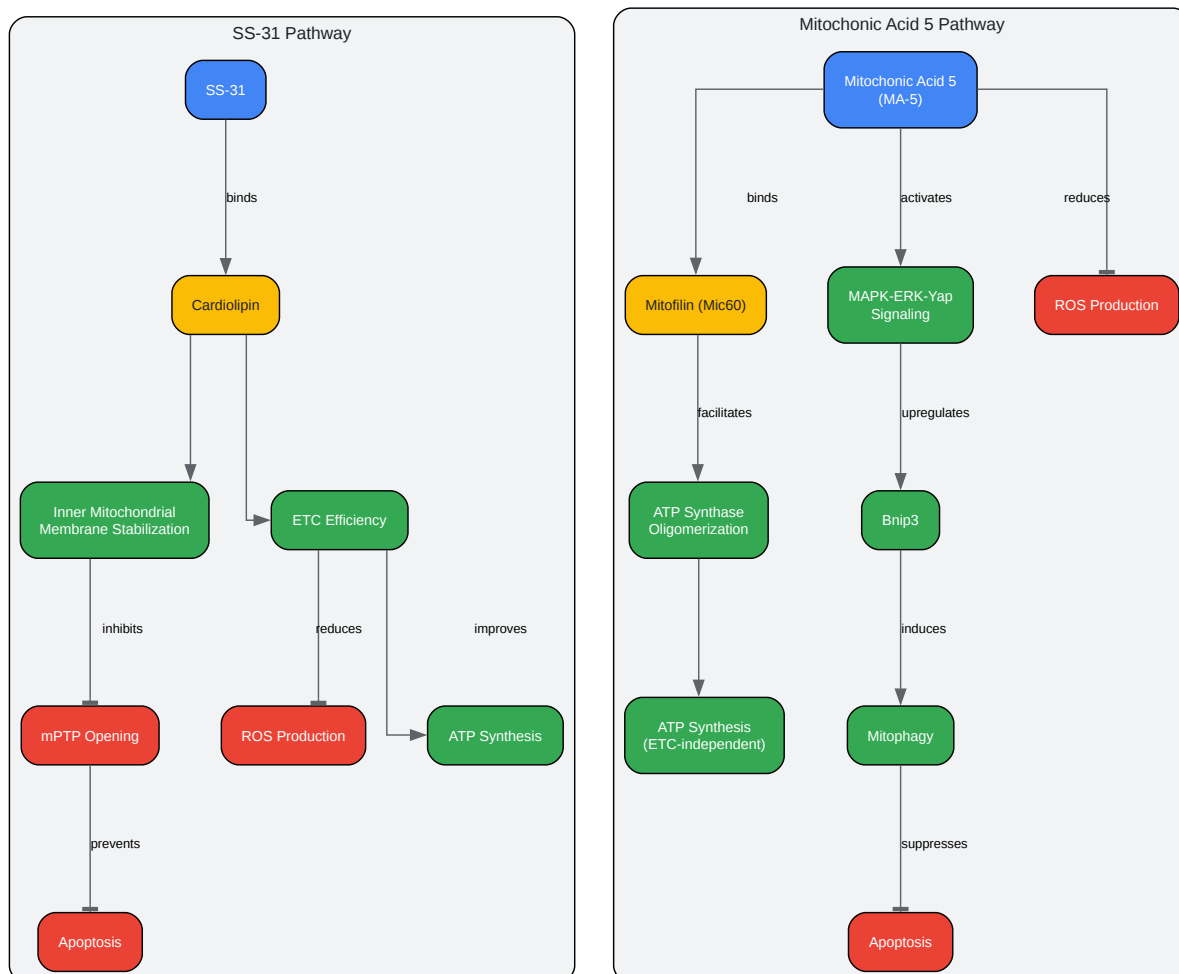 SS-31 Pathway
SS-31
binds
Cardiolipin
Inner Mitochondrial
Membrane Stabilization
ETC Efficiency
inhibits
reduces
improves
mPTP Opening
ROS Production
ATP Synthesis
prevents
Apoptosis
Mitochonic Acid 5 Pathway
Mitochonic Acid 5
(MA-5)
binds
activates
reduces
Mitofilin (Mic60)
MAPK-ERK-Yap
Signaling
ROS Production
facilitates
upregulates
ATP Synthase
Oligomerization
Bnip3
induces
ATP Synthesis
(ETC-independent)
Mitophagy
suppresses
Apoptosis